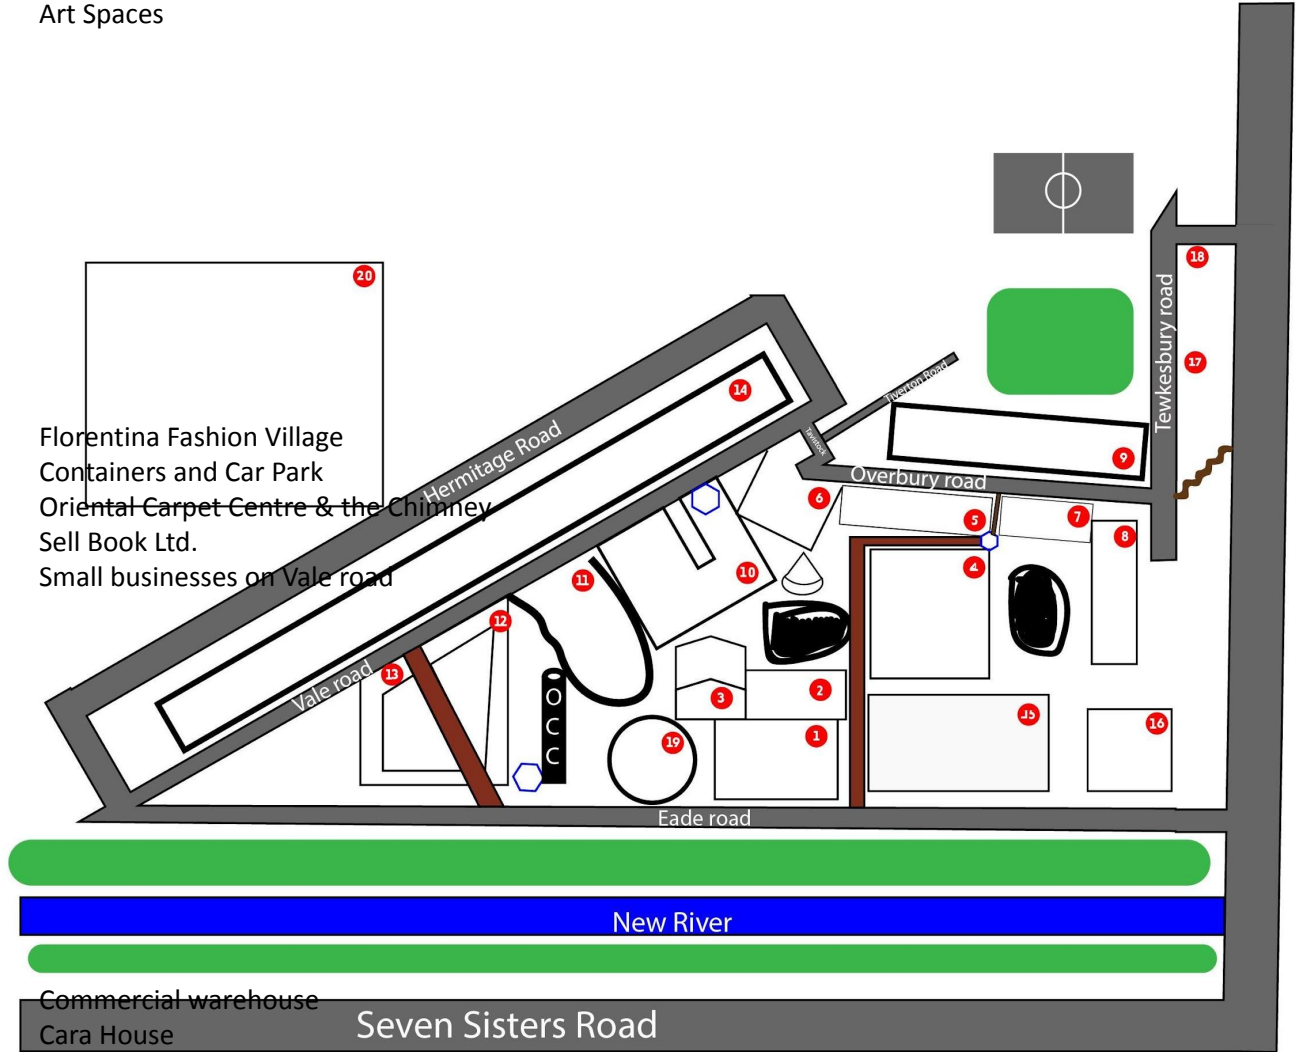 Art Spaces
18
20
Tewkesbury road
17
Tiverton Road
14
Tavistock
Hermitage Road
Florentina Fashion Village
Containers and Car Park
Oriental Carpet Centre & the Chimney
Sell Book Ltd.
Small businesses on Vale road
9
Overbury road
6
5
7
8
4
10
11
12
13
Vale road
3
2
OCC
15
16
1
19
Eade road
New River
Commercial warehouse
Cara House
Seven Sisters Road